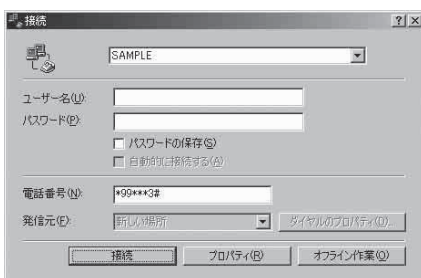 接続
SAMPLE
ユーザー名(U):
パスワード(P):
パスワードの保存(S)
自動的に接続する(A)
電話番号(N): *99***3#
発信元(F): 新しい場所 ダイヤルのプロパティ(D)...
接続 プロパティ(R) オフライン作業(O)